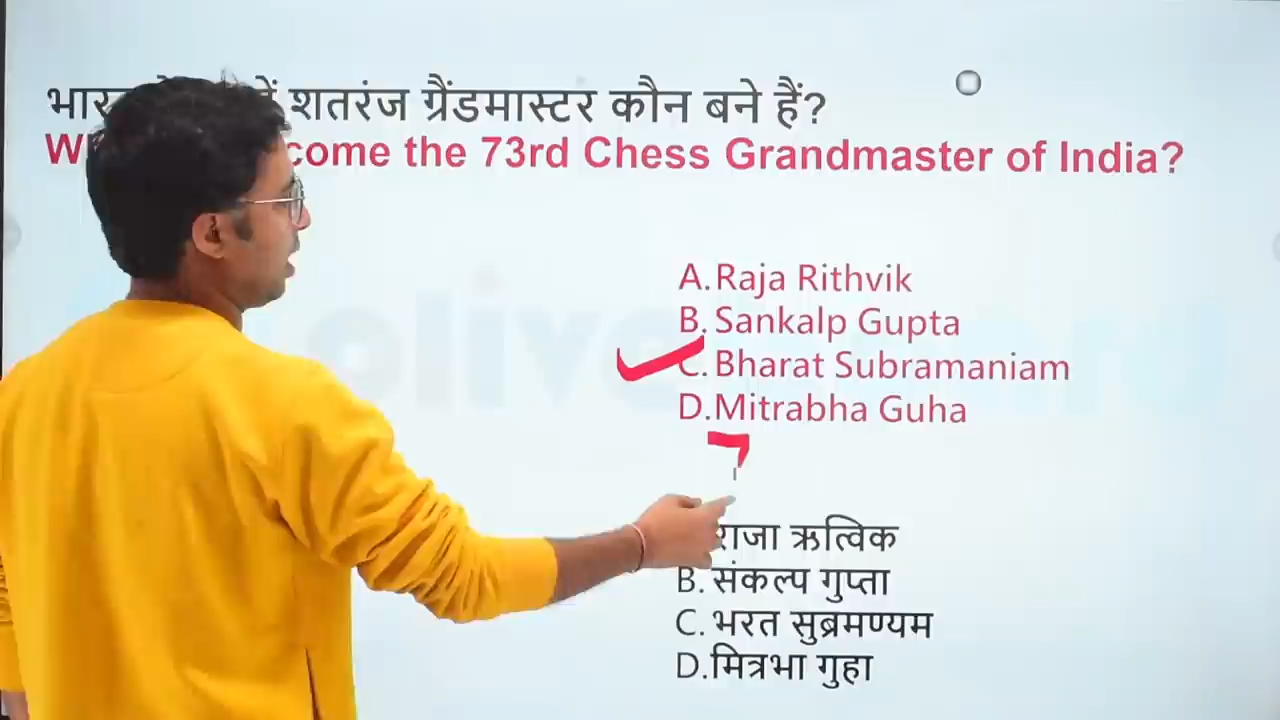 शतरंज ग्रैंडमास्टर कौन बने हैं?
come the 73rd Chess Grandmaster of India?
A. Raja Rithvik
B. Sankalp Gupta
C. Bharat Subramaniam
D. Mitrabha Guha
7
राजा ऋत्विक
B. संकल्प गुप्ता
C. भरत सुब्रमण्यम
D. मित्रभा गुहा